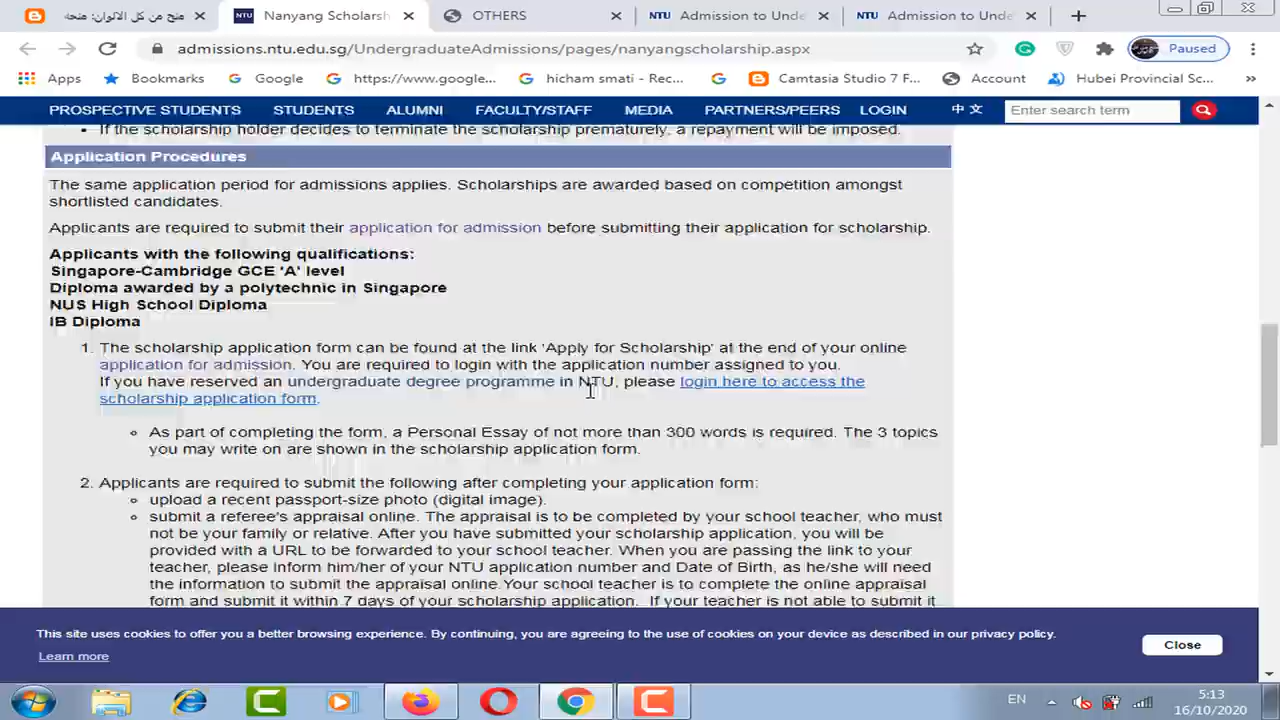 منح من كل الالوان: منحه
Nanyang Scholarsh
OTHERS
NTU Admission to Unde
NTU Admission to Unde
admissions.ntu.edu.sg/UndergraduateAdmissions/pages/nanyangscholarship.aspx
Paused
Apps
Bookmarks
Google
https://www.google...
hicham smati - Rec...
Camtasia Studio 7 F...
Account
Hubei Provincial Sc...
»
PROSPECTIVE STUDENTS
STUDENTS
ALUMNI
FACULTY/STAFF
MEDIA
PARTNERS/PEERS
LOGIN
中 文
Enter search term
If the scholarship holder decides to terminate the scholarship prematurely, a repayment will be imposed.
Application Procedures
The same application period for admissions applies. Scholarships are awarded based on competition amongst
shortlisted candidates.
Applicants are required to submit their application for admission before submitting their application for scholarship.
Applicants with the following qualifications:
Singapore-Cambridge GCE 'A' level
Diploma awarded by a polytechnic in Singapore
NUS High School Diploma
IB Diploma
1. The scholarship application form can be found at the link 'Apply for Scholarship' at the end of your online
application for admission. You are required to login with the application number assigned to you.
If you have reserved an undergraduate degree programme in NTU, please login here to access the
scholarship application form.
As part of completing the form, a Personal Essay of not more than 300 words is required. The 3 topics
you may write on are shown in the scholarship application form.
2. Applicants are required to submit the following after completing your application form:
upload a recent passport-size photo (digital image).
submit a referee's appraisal online. The appraisal is to be completed by your school teacher, who must
not be your family or relative. After you have submitted your scholarship application, you will be
provided with a URL to be forwarded to your school teacher. When you are passing the link to your
teacher, please inform him/her of your NTU application number and Date of Birth, as he/she will need
the information to submit the appraisal online.Your school teacher is to complete the online appraisal
form and submit it within 7 days of your scholarship application. If your teacher is not able to submit it
This site uses cookies to offer you a better browsing experience. By continuing, you are agreeing to the use of cookies on your device as described in our privacy policy.
Learn more
Close
EN
5:13
16/10/2020